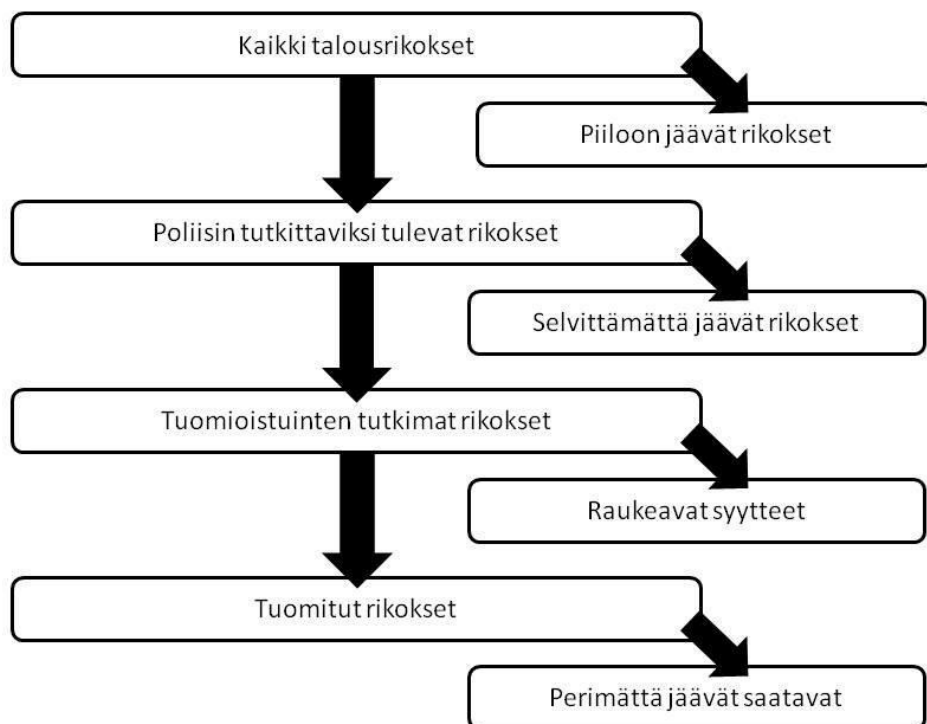 Kaikki talousrikokset
Piiloon jäävät rikokset
Poliisin tutkittaviksi tulevat rikokset
Selvittämättä jäävät rikokset
Tuomioistuinten tutkimat rikokset
Raukeavat syytteet
Tuomitut rikokset
Perimättä jäävät saatavat